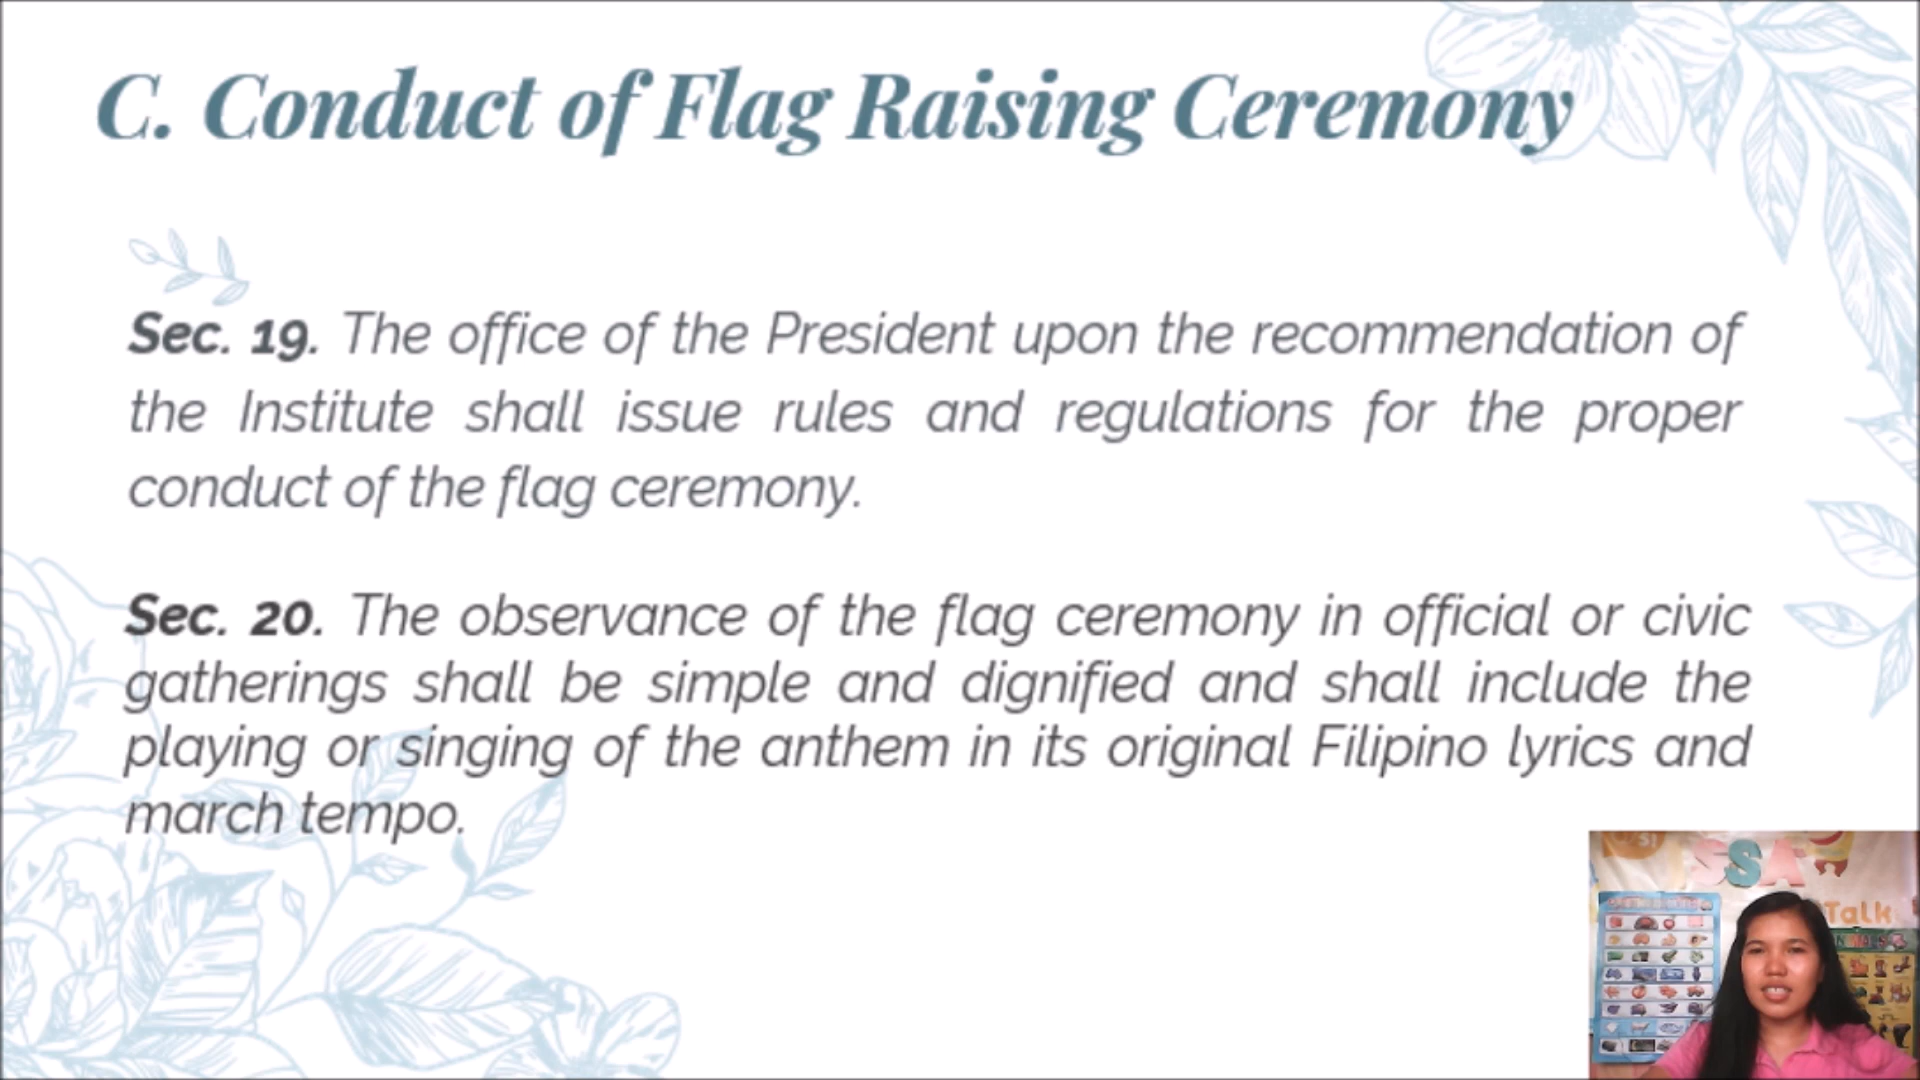 C. Conduct of Flag Raising Ceremony
Sec. 19. The office of the President upon the recommendation of
the Institute shall issue rules and regulations for the proper
conduct of the flag ceremony.
Sec. 20. The observance of the flag ceremony in official or civic
gatherings shall be simple and dignified and shall include the
playing or singing of the anthem in its original Filipino lyrics and
march tempo.
SSA
Talk